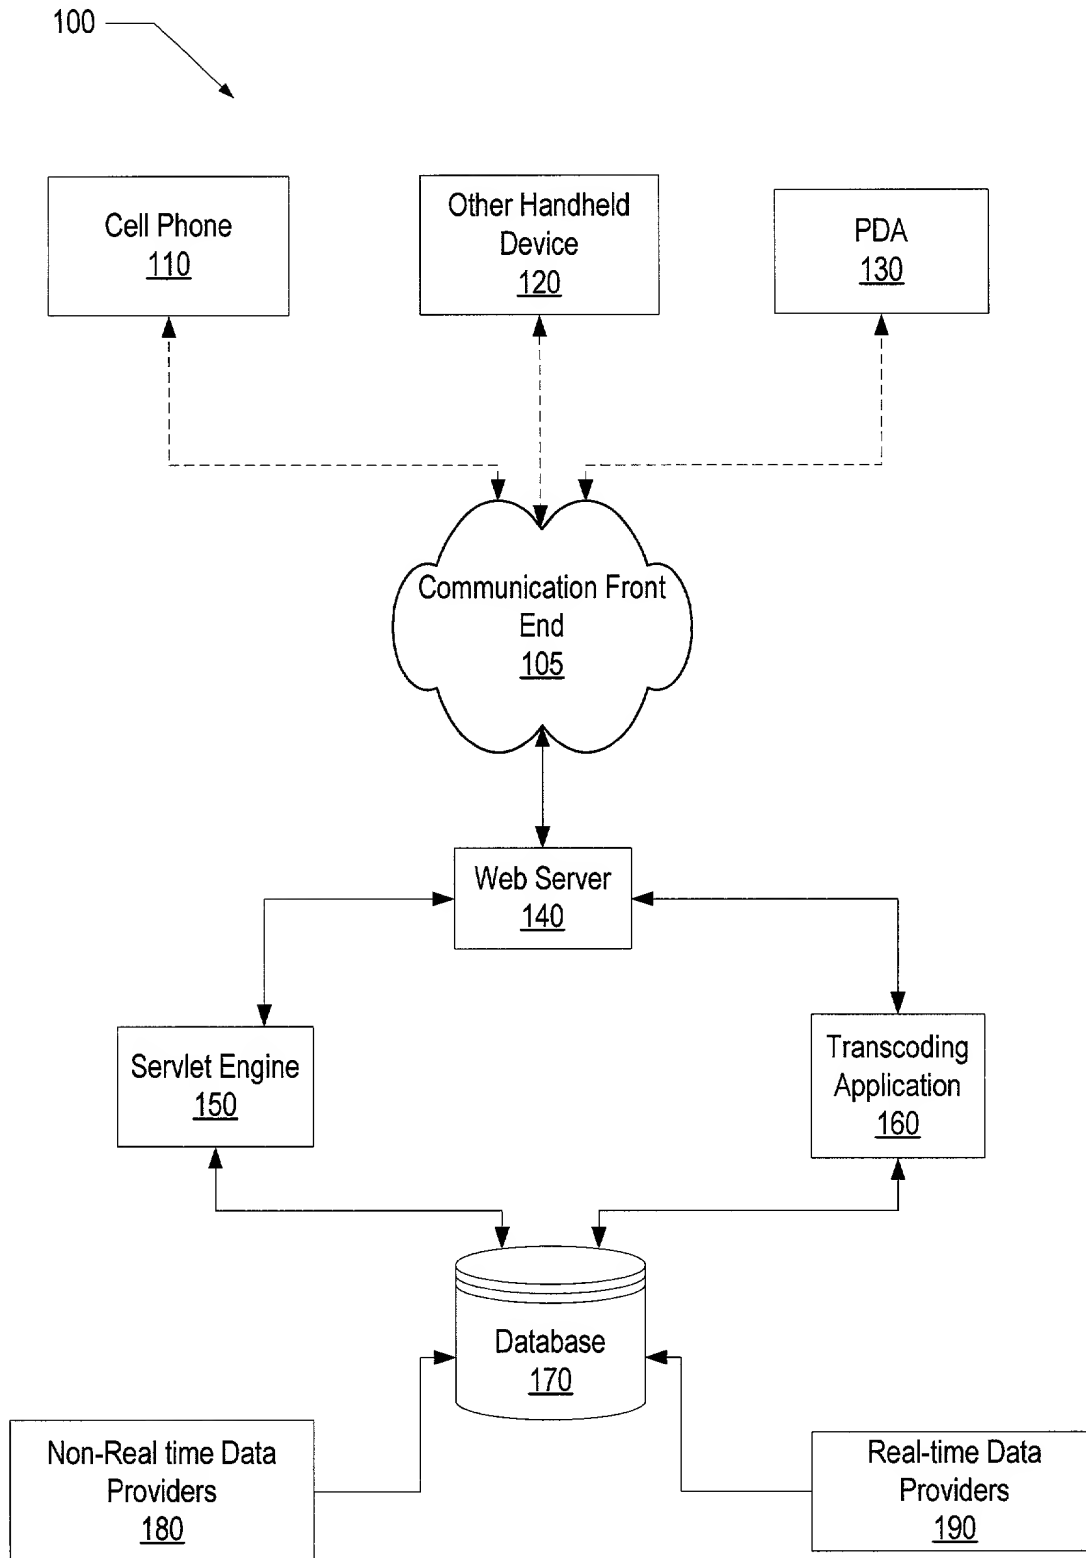 100
Cell Phone
110
Other Handheld
Device
120
PDA
130
Communication Front
End
105
Web Server
140
Servlet Engine
150
Transcoding
Application
160
Database
170
Non-Real time Data
Providers
180
Real-time Data
Providers
190